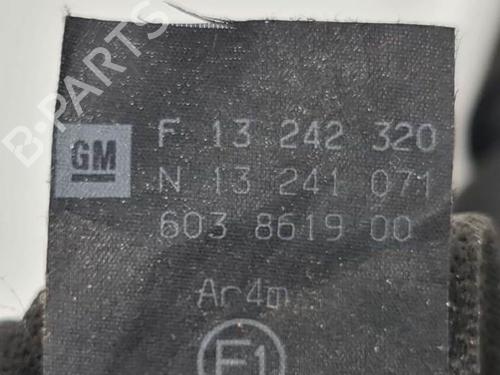 B-PARTS
GM
F 13 242 320
N 13 241 071
603 8619 00
Ar4m
E1